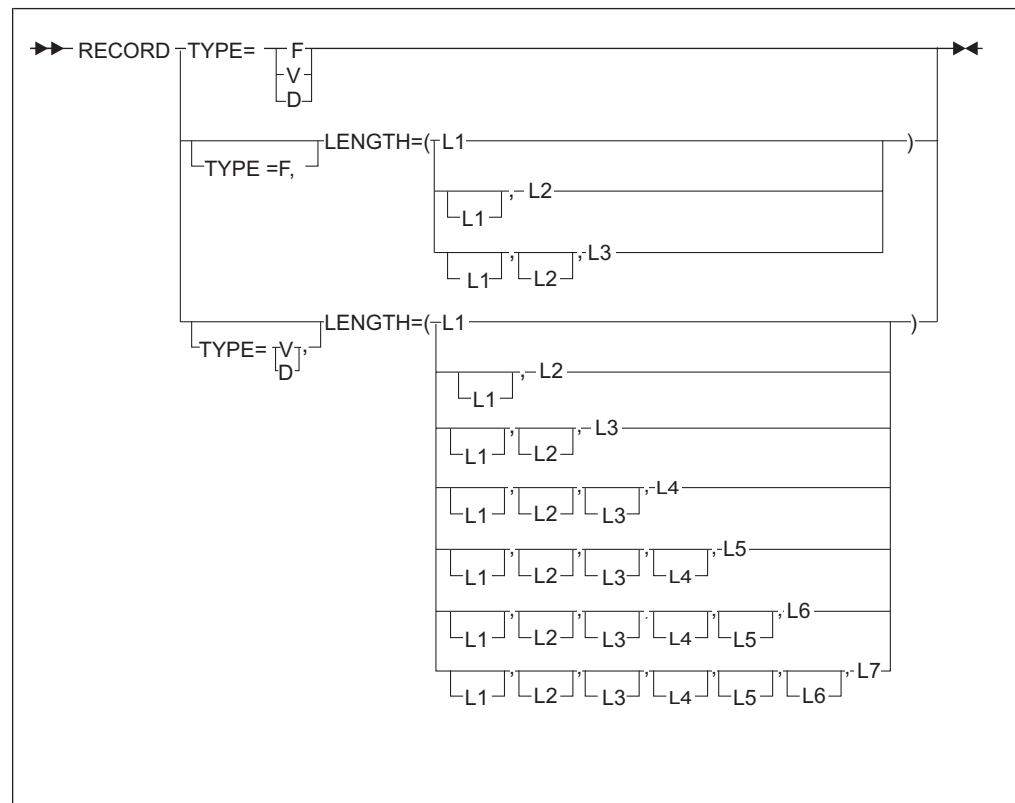 RECORD TYPE= F
V
D
TYPE =F, LENGTH=( L1 )
L1 , L2
L1 , L2 , L3
TYPE= V , LENGTH=( L1 )
D
L1 , L2
L1 , L2 , L3
L1 , L2 , L3 , L4
L1 , L2 , L3 , L4 , L5
L1 , L2 , L3 , L4 , L5 , L6
L1 , L2 , L3 , L4 , L5 , L6 , L7